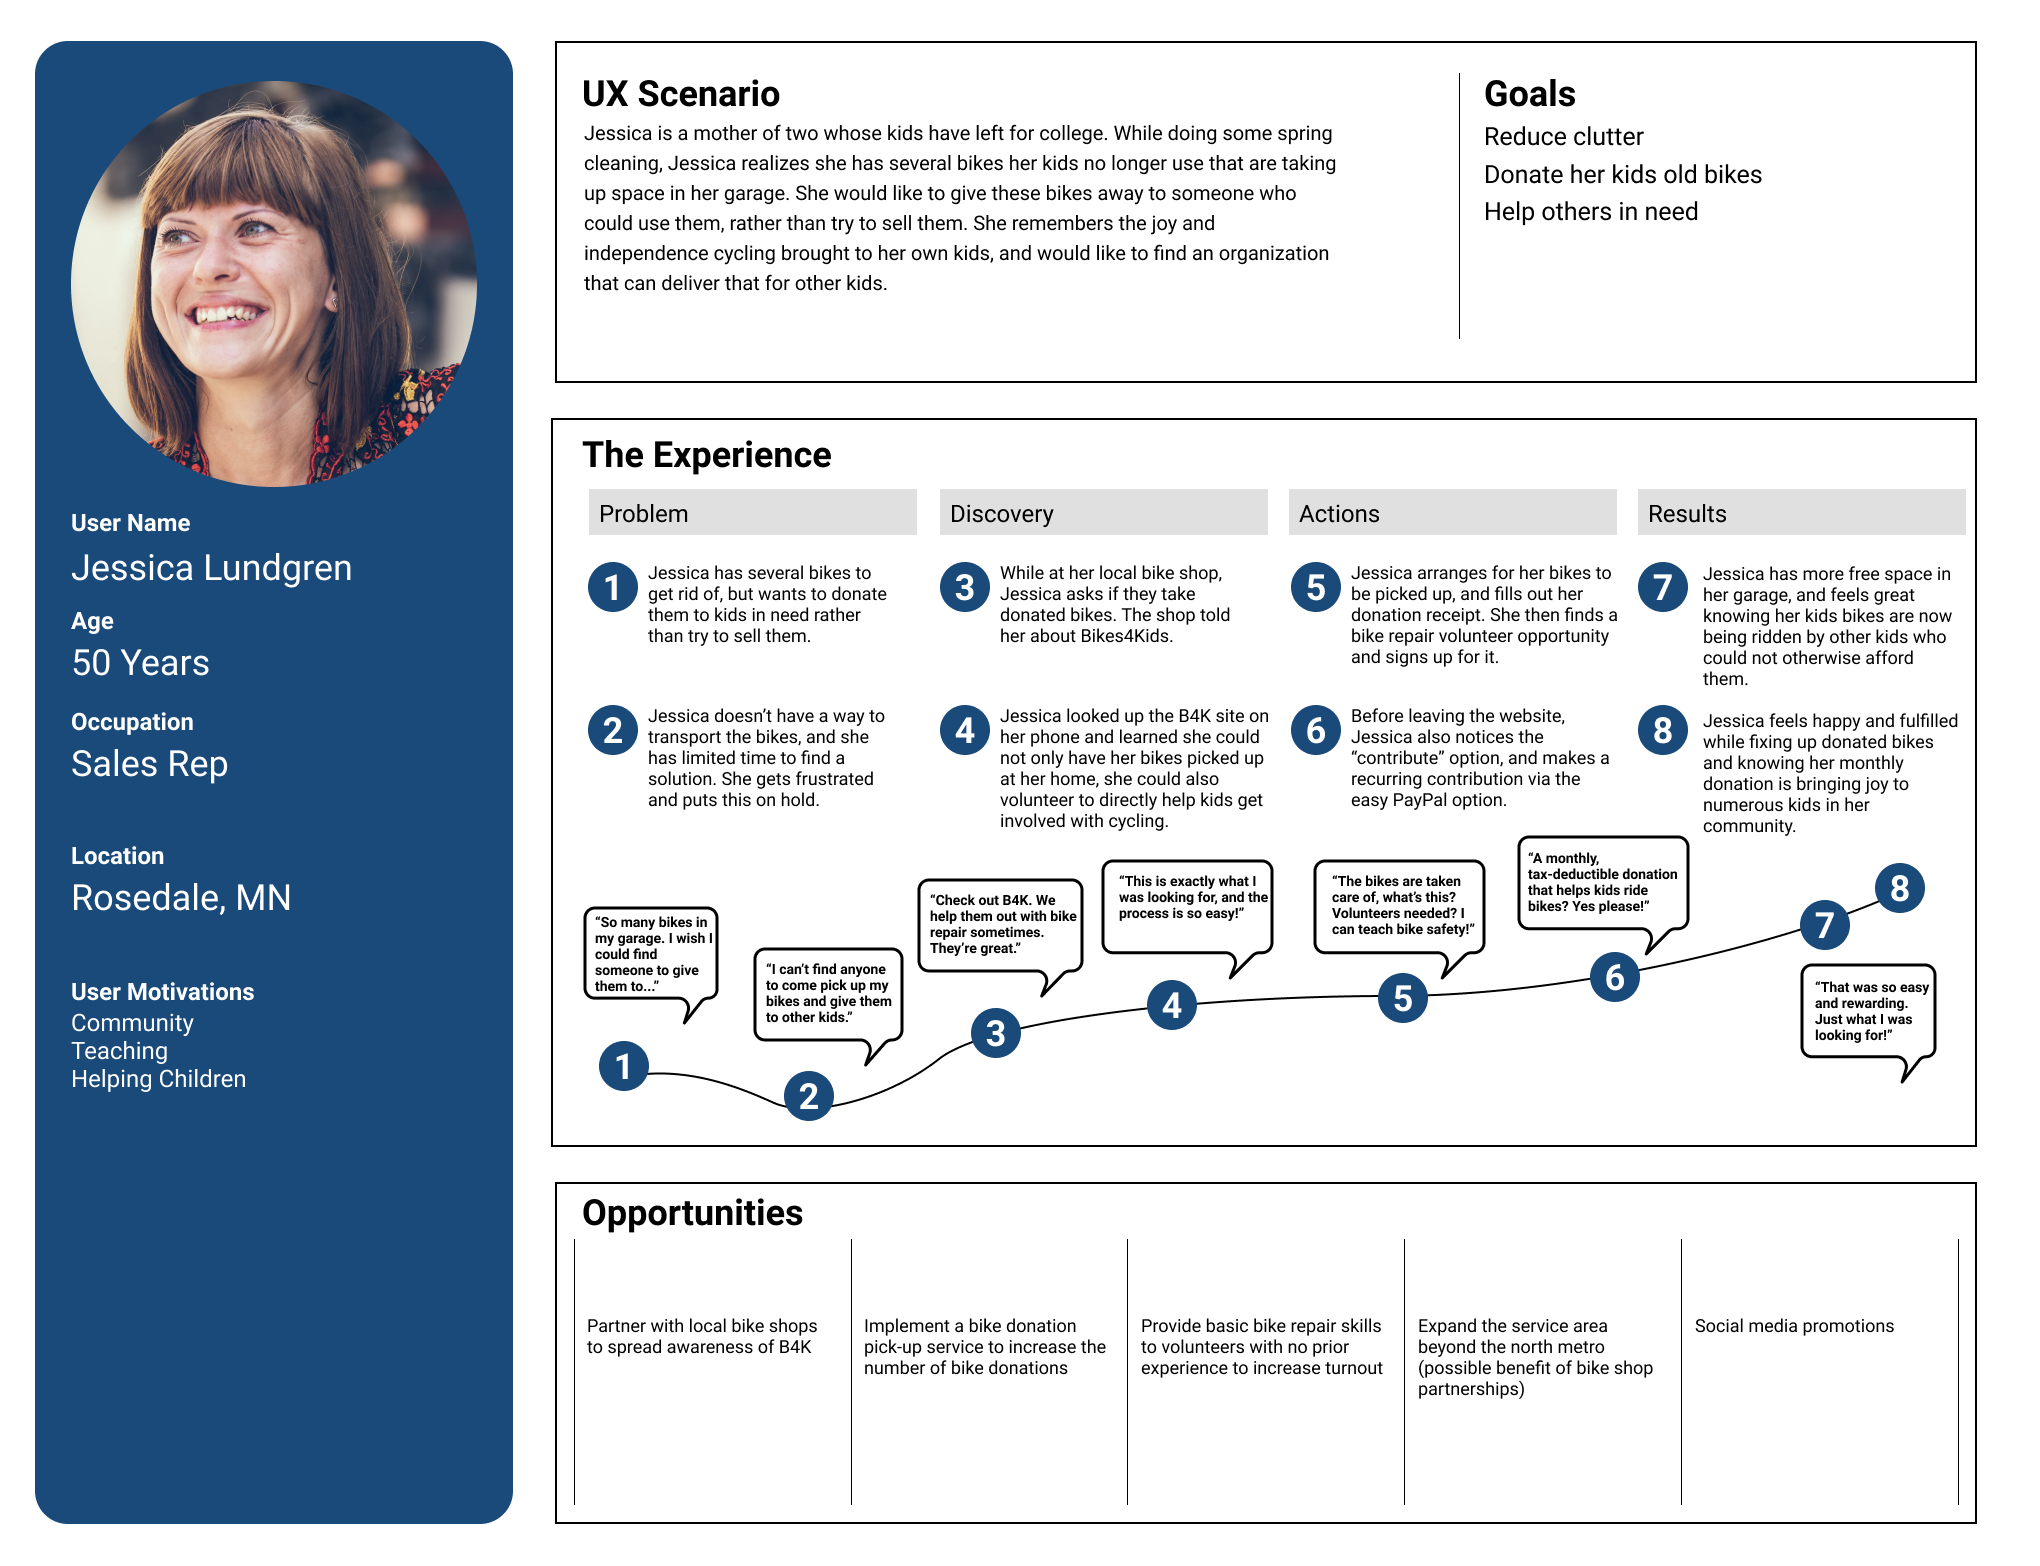 User Name
Jessica Lundgren
Age
50 Years
Occupation
Sales Rep
Location
Rosedale, MN
User Motivations
Community
Teaching
Helping Children
UX Scenario
Jessica is a mother of two whose kids have left for college. While doing some spring
cleaning, Jessica realizes she has several bikes her kids no longer use that are taking
up space in her garage. She would like to give these bikes away to someone who
could use them, rather than try to sell them. She remembers the joy and
independence cycling brought to her own kids, and would like to find an organization
that can deliver that for other kids.
Goals
Reduce clutter
Donate her kids old bikes
Help others in need
The Experience
Problem
1
Jessica has several bikes to
get rid of, but wants to donate
them to kids in need rather
than try to sell them.
2
Jessica doesn’t have a way to
transport the bikes, and she
has limited time to find a
solution. She gets frustrated
and puts this on hold.
Discovery
3
While at her local bike shop,
Jessica asks if they take
donated bikes. The shop told
her about Bikes4Kids.
4
Jessica looked up the B4K site on
her phone and learned she could
not only have her bikes picked up
at her home, she could also
volunteer to directly help kids get
involved with cycling.
Actions
5
Jessica arranges for her bikes to
be picked up, and fills out her
donation receipt. She then finds a
bike repair volunteer opportunity
and signs up for it.
6
Before leaving the website,
Jessica also notices the
“contribute” option, and makes a
recurring contribution via the
easy PayPal option.
Results
7
Jessica has more free space in
her garage, and feels great
knowing her kids bikes are now
being ridden by other kids who
could not otherwise afford
them.
8
Jessica feels happy and fulfilled
while fixing up donated bikes
and knowing her monthly
donation is bringing joy to
numerous kids in her
community.
“So many bikes in
my garage. I wish I
could find
someone to give
them to...”
1
“I can’t find anyone
to come pick up my
bikes and give them
to other kids.”
2
“Check out B4K. We
help them out with bike
repair sometimes.
They’re great.”
3
“This is exactly what I
was looking for, and the
process is so easy!”
4
“The bikes are taken
care of, what’s this?
Volunteers needed? I
can teach bike safety!”
5
“A monthly,
tax-deductible donation
that helps kids ride
bikes? Yes please!”
6
7
8
“That was so easy
and rewarding.
Just what I was
looking for!”
Opportunities
Partner with local bike shops
to spread awareness of B4K
Implement a bike donation
pick-up service to increase the
number of bike donations
Provide basic bike repair skills
to volunteers with no prior
experience to increase turnout
Expand the service area
beyond the north metro
(possible benefit of bike shop
partnerships)
Social media promotions